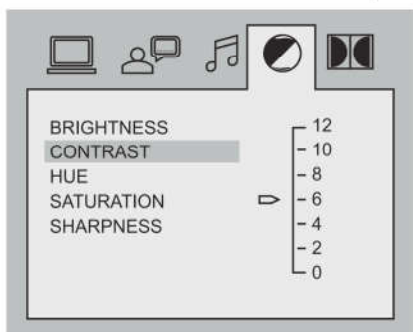 BRIGHTNESS
CONTRAST
HUE
SATURATION
SHARPNESS
12
10
8
6
4
2
0